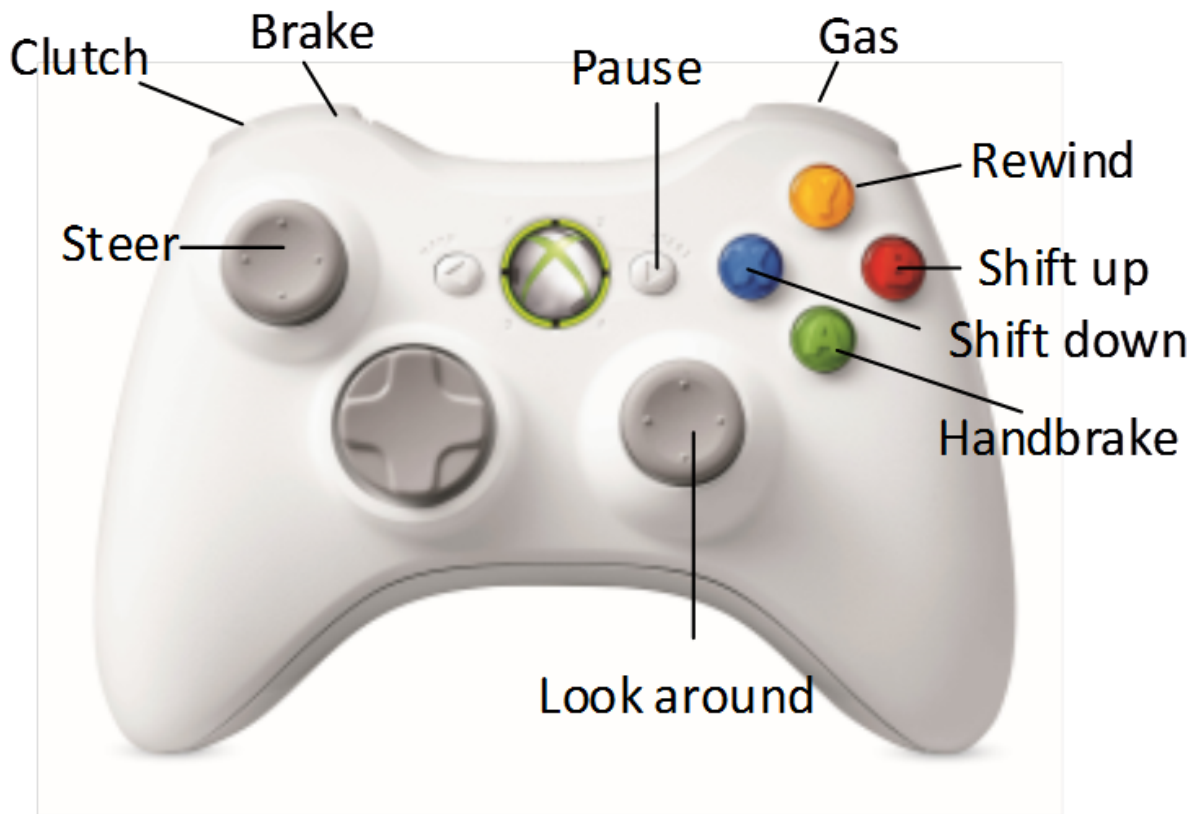 Brake
Gas
Clutch
Pause
Rewind
Steer
Shift up
Shift down
A
Handbrake
Look around